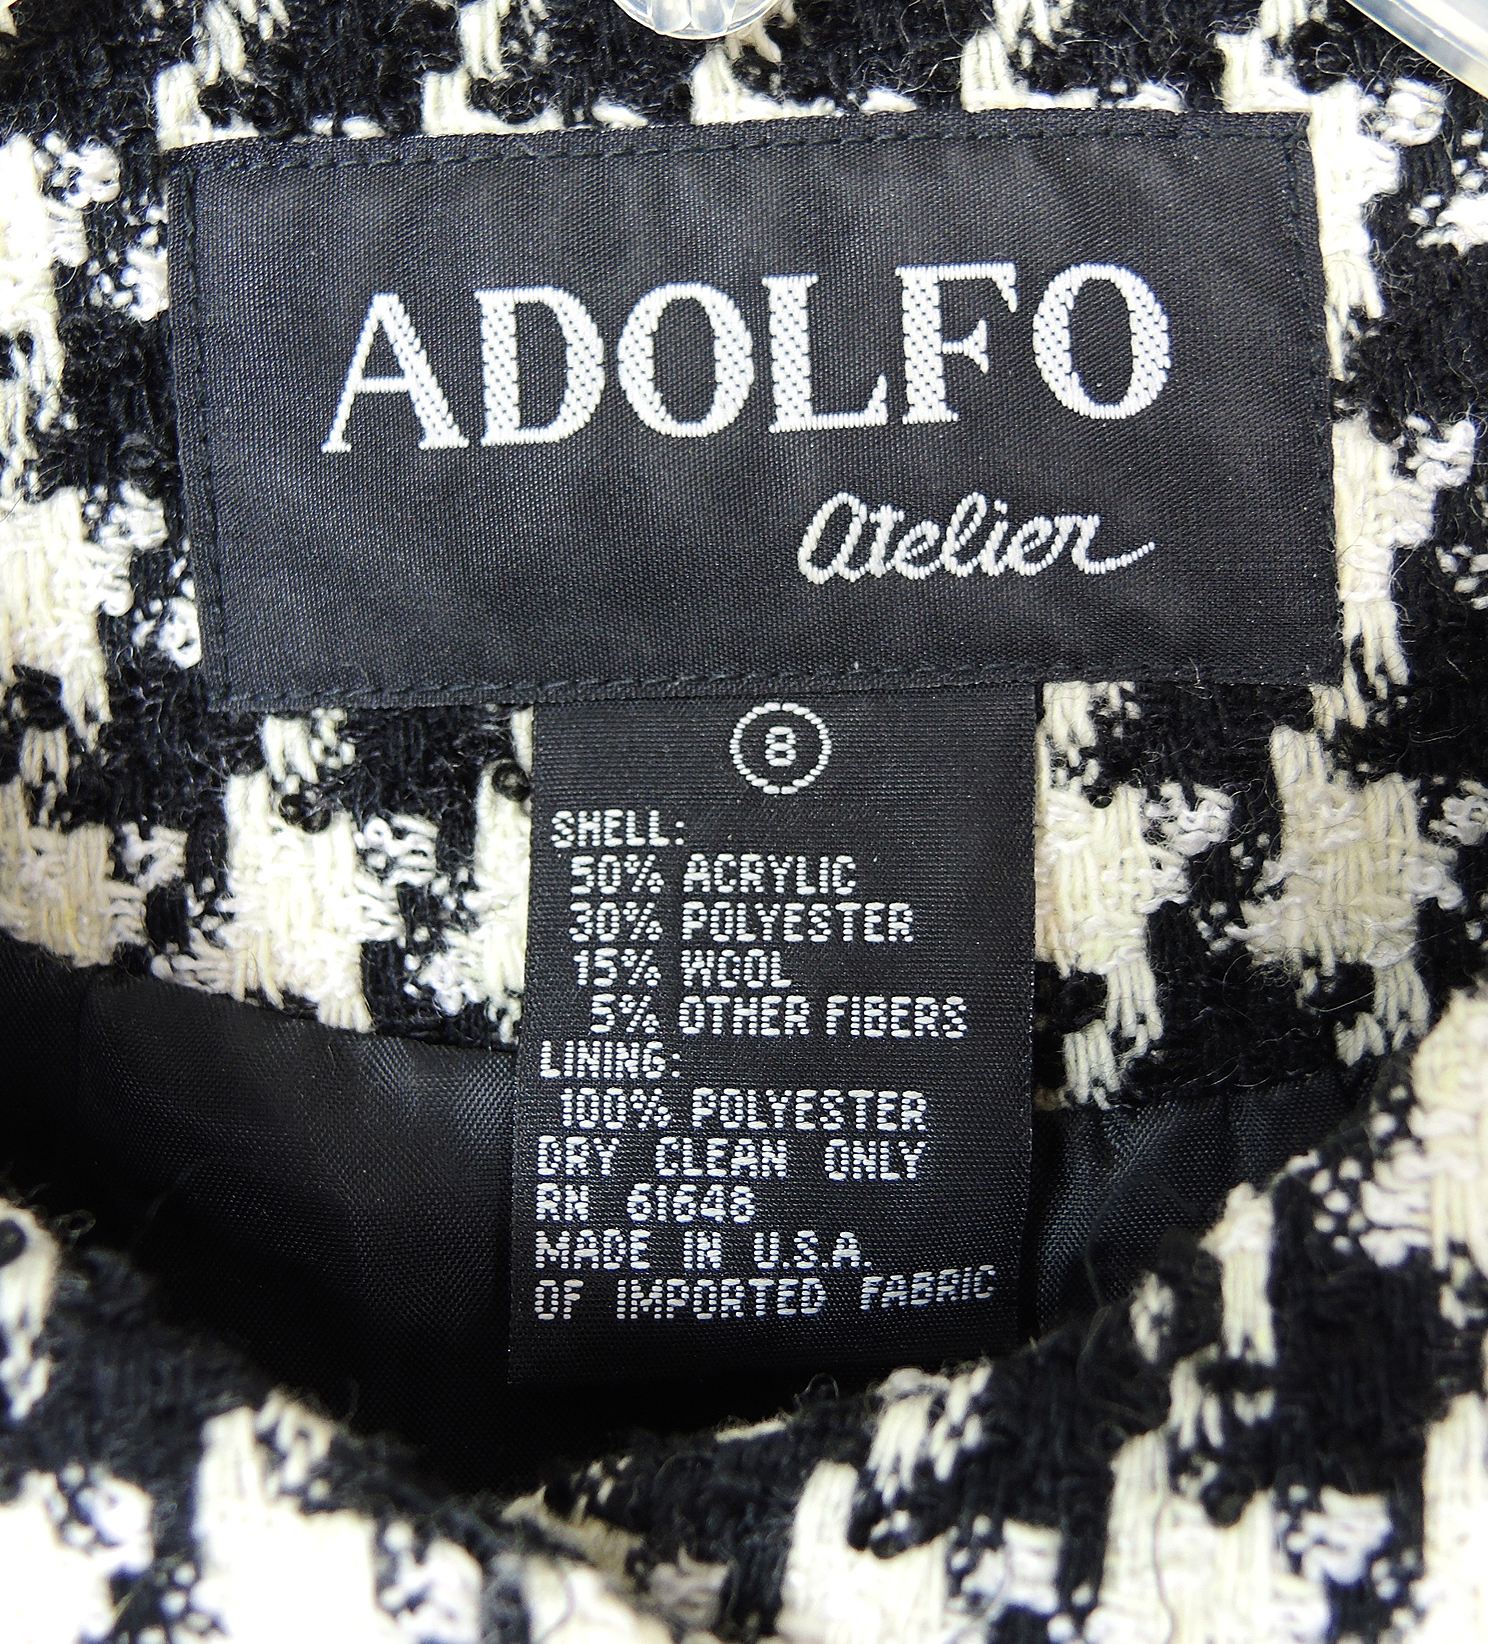 ADOLFO
atelier
8
SHELL:
50% ACRYLIC
30% POLYESTER
15% WOOL
5% OTHER FIBERS
LINING:
100% POLYESTER
DRY CLEAN ONLY
RN 61648
MADE IN U.S.A.
OF IMPORTED FABRIC